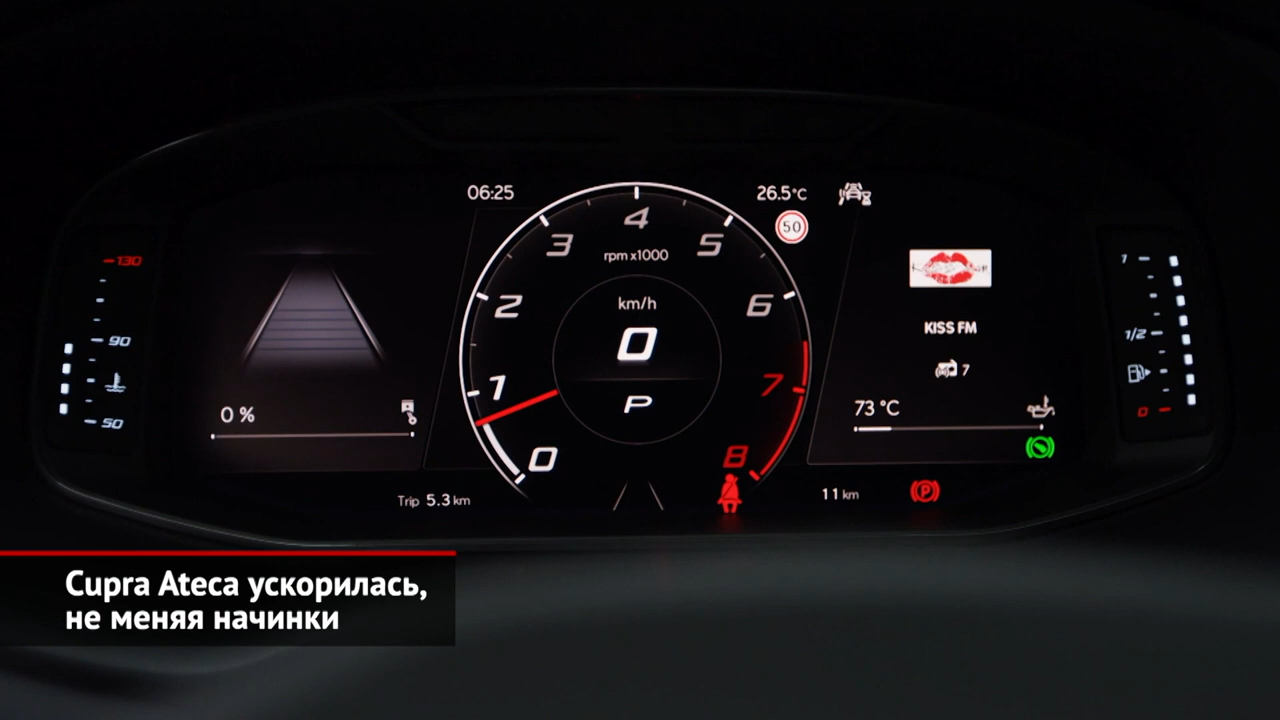 06:25
26.5°C
50
130
90
50
0 %
4
3
5
rpm x1000
2
6
km/h
0
1
7
P
0
8
KISS FM
7
73 °C
1
1/2
0
Trip 5.3 km
11 km
P
Cupra Ateca ускорилась,
не меняя начинки